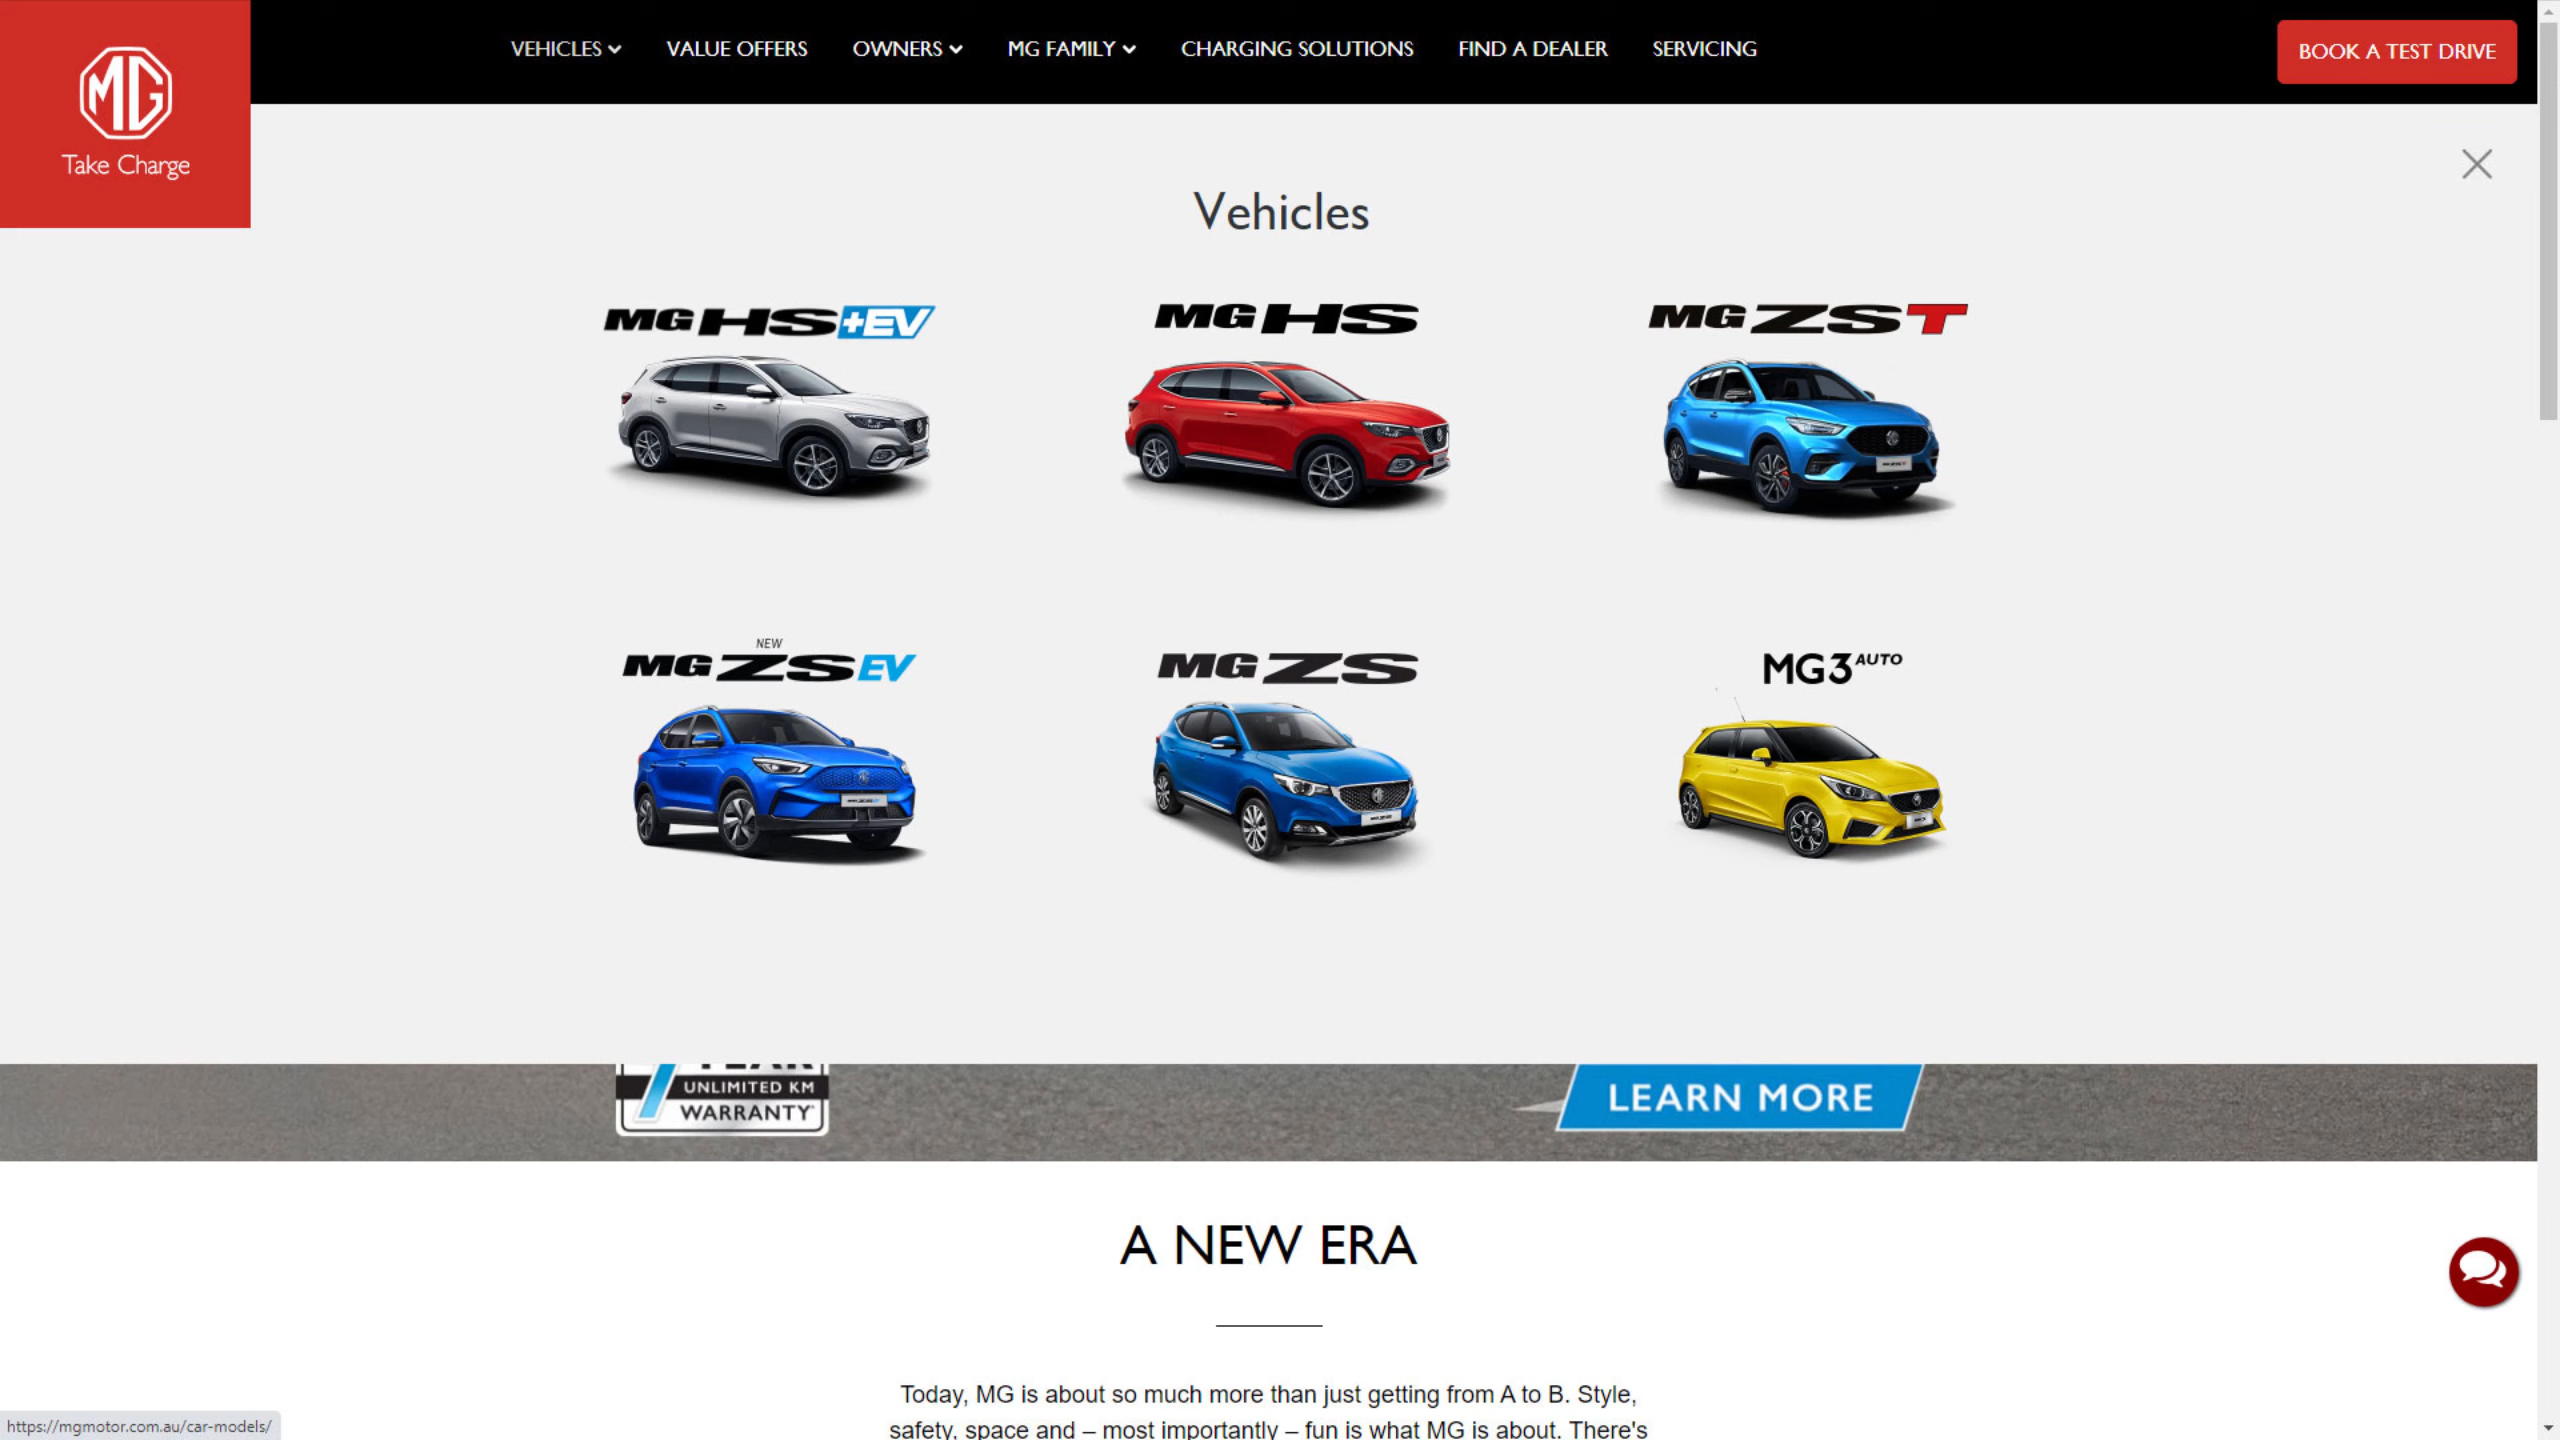 MG
Take Charge
VEHICLES
VALUE OFFERS
OWNERS
MG FAMILY
CHARGING SOLUTIONS
FIND A DEALER
SERVICING
BOOK A TEST DRIVE
Vehicles
MG HS +EV
MG HS
MG ZST
NEW
MG ZS EV
MG ZS
MG3 AUTO
7
UNLIMITED KM
WARRANTY
LEARN MORE
A NEW ERA
Today, MG is about so much more than just getting from A to B. Style,
safety, space and – most importantly – fun is what MG is about. There's
https://mgmotor.com.au/car-models/